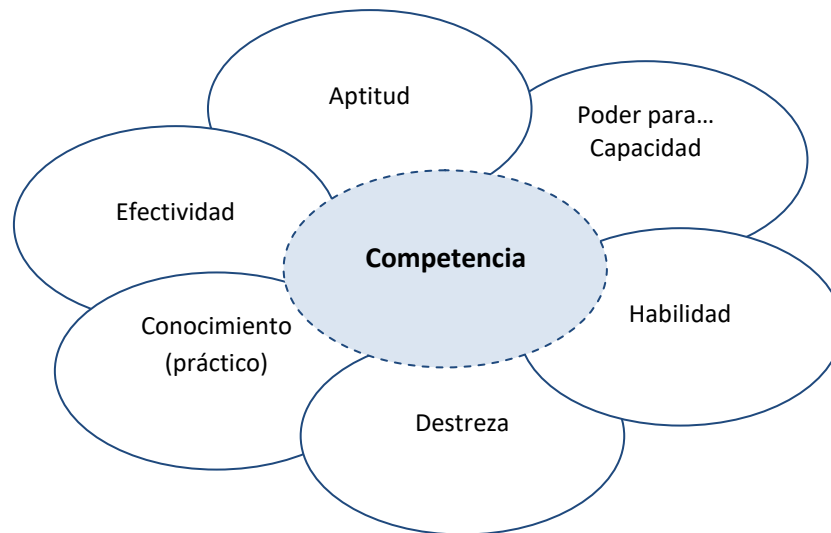 Aptitud
Poder para...
Capacidad
Efectividad
Competencia
Habilidad
Conocimiento
(práctico)
Destreza